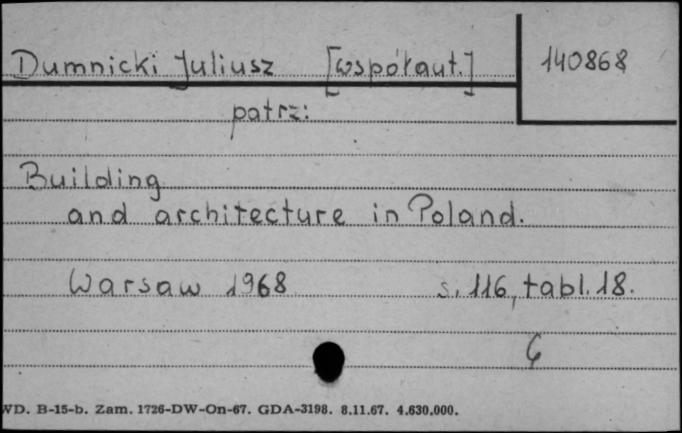 Dumnicki Juliusz [współaut.] 140868
patrz:
Building
and architecture in Poland.
Warsaw 1968 s. 116, tabl. 18.
WD. B-15-b. Zam. 1726-DW-On-67. GDA-3198. 8.11.67. 4.630.000.